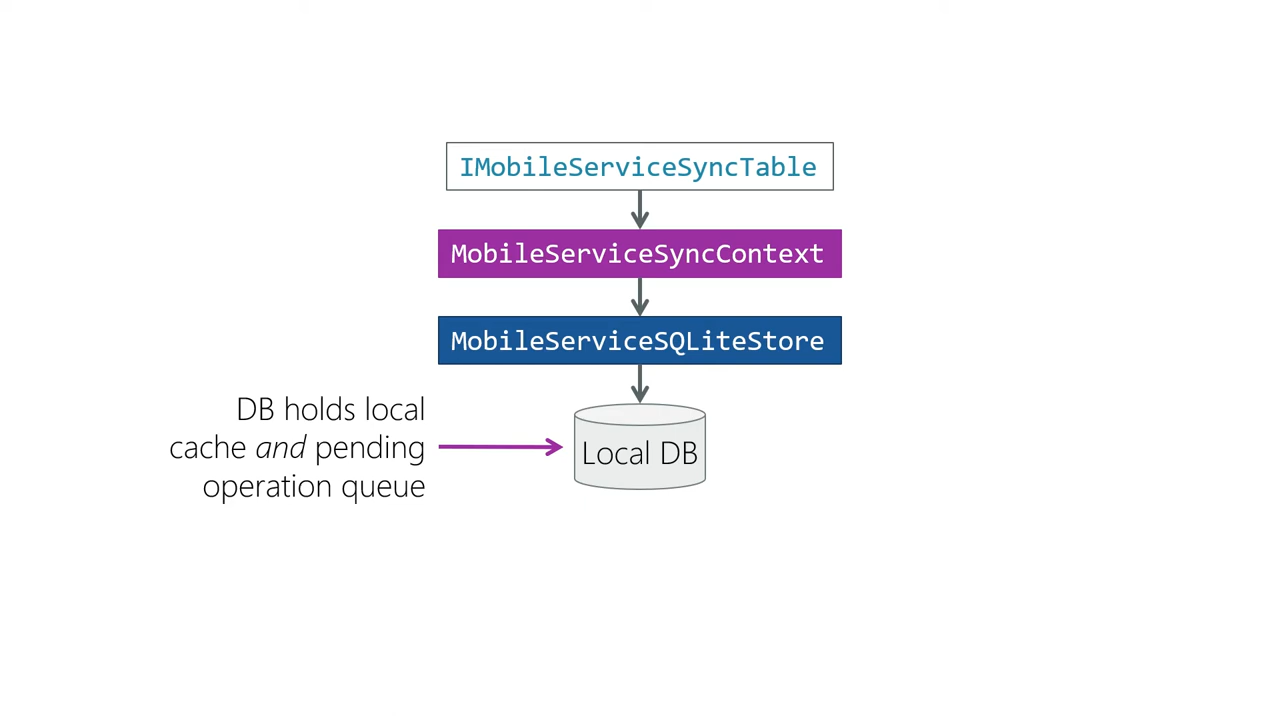 IMobileServiceSyncTable
MobileServiceSyncContext
MobileServiceSQLiteStore
DB holds local
cache and pending
operation queue
Local DB